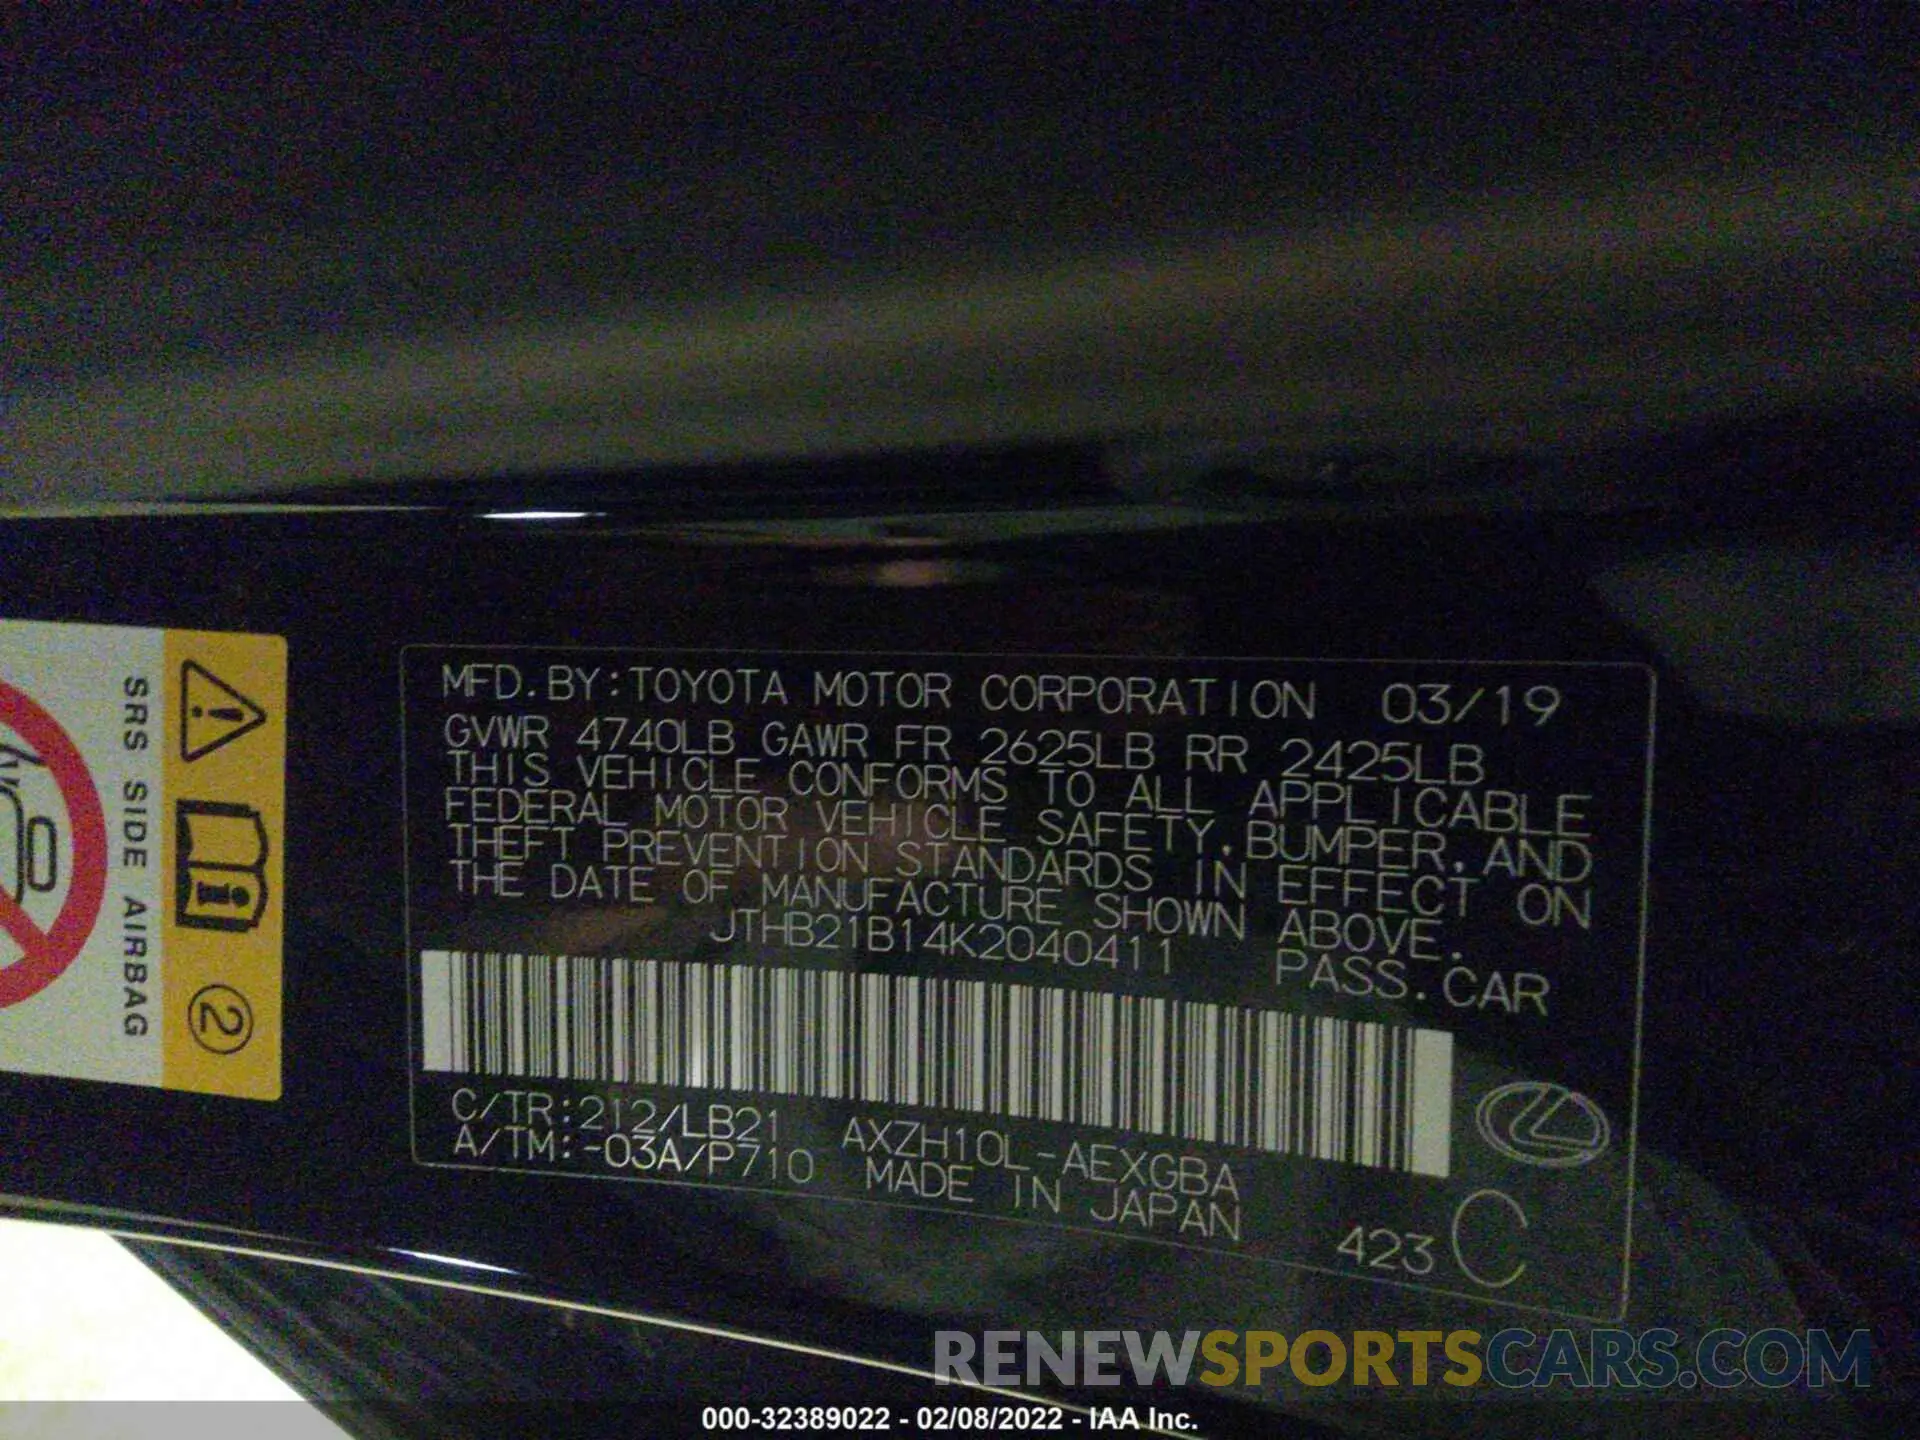 MFD.BY:TOYOTA MOTOR CORPORATION 03/19
GVWR 4740LB GAWR FR 2625LB RR 2425LB
THIS VEHICLE CONFORMS TO ALL APPLICABLE
FEDERAL MOTOR VEHICLE SAFETY,BUMPER,AND
THEFT PREVENTION STANDARDS IN EFFECT ON
THE DATE OF MANUFACTURE SHOWN ABOVE.
JTHB21B14K2040411 PASS.CAR
C/TR:212/LB21 AXZH10L-AEXGBA
A/TM:-03A/P710 MADE IN JAPAN
423 C
SRS SIDE AIRBAG
2
RENEWSPORTSCARS.COM
000-32389022 - 02/08/2022 - IAA Inc.